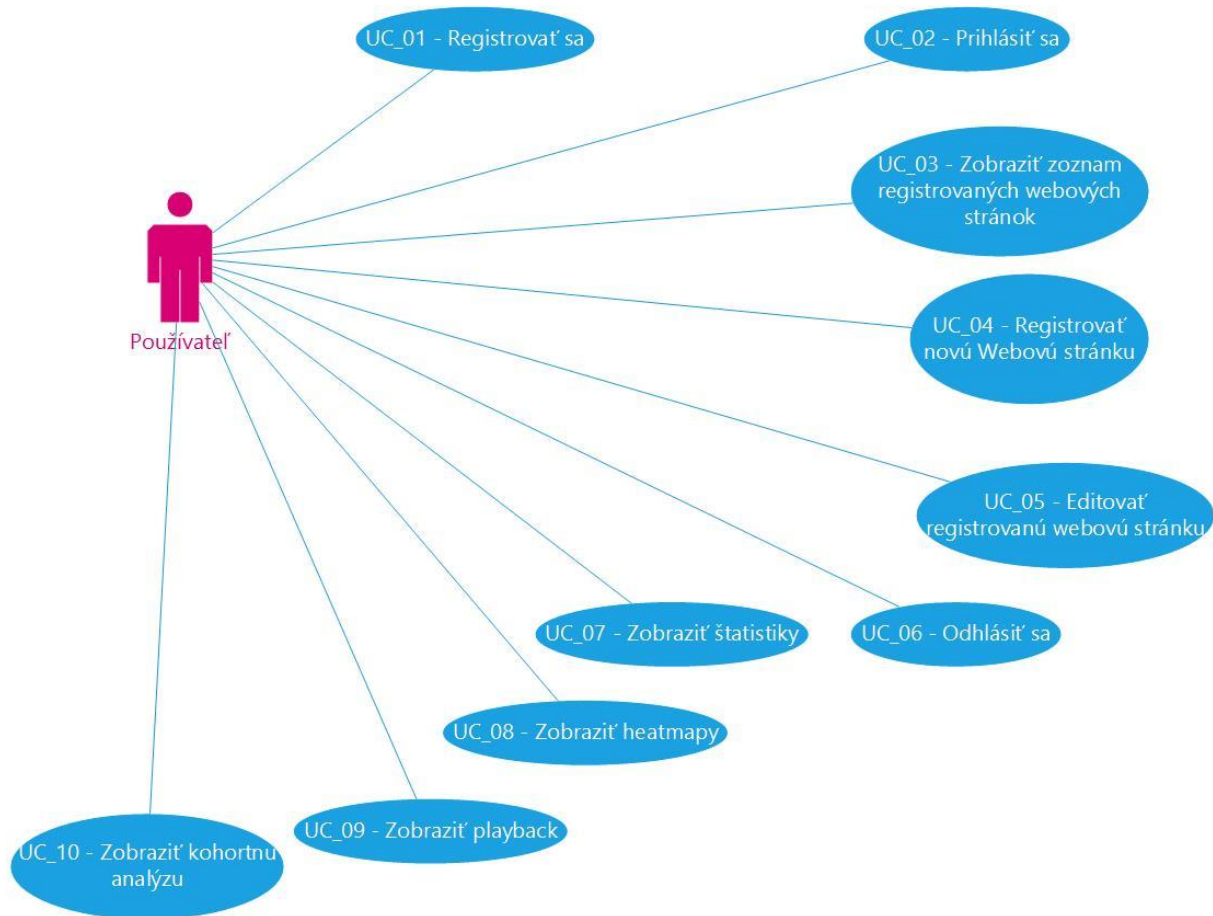 UC_01 - Registrovať sa
UC_02 - Prihlásiť sa
UC_03 - Zobraziť zoznam
registrovaných webových
stránok
UC_04 - Registrovať
novú Webovú stránku
Používateľ
UC_05 - Editovať
registrovanú webovú stránku
UC_07 - Zobraziť štatistiky
UC_06 - Odhlásiť sa
UC_08 - Zobraziť heatmapy
UC_09 - Zobraziť playback
UC_10 - Zobraziť kohortnu
analýzu